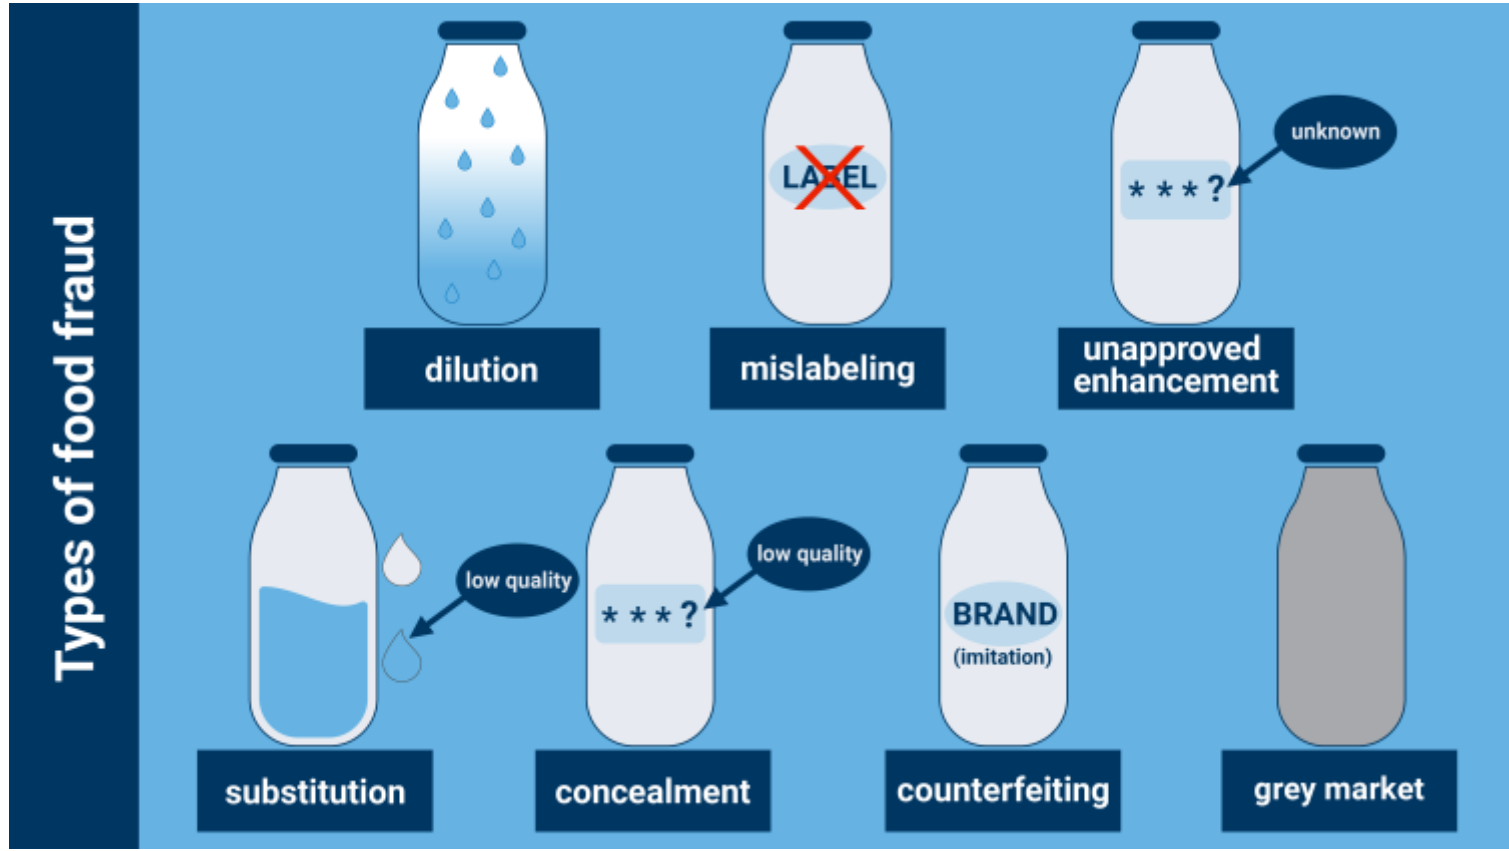 Types of food fraud
LABEL
* * * ?
unknown
dilution
mislabeling
unapproved
enhancement
low quality
* * * ?
low quality
BRAND
(imitation)
substitution
concealment
counterfeiting
grey market